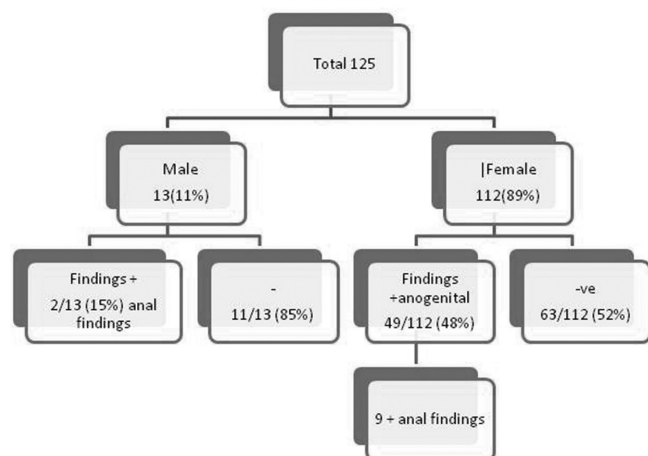 Total 125
Male
13(11%)
|Female
112(89%)
Findings +
2/13 (15%) anal
findings
-
11/13 (85%)
Findings
+anogenital
49/112 (48%)
-ve
63/112 (52%)
9 + anal findings